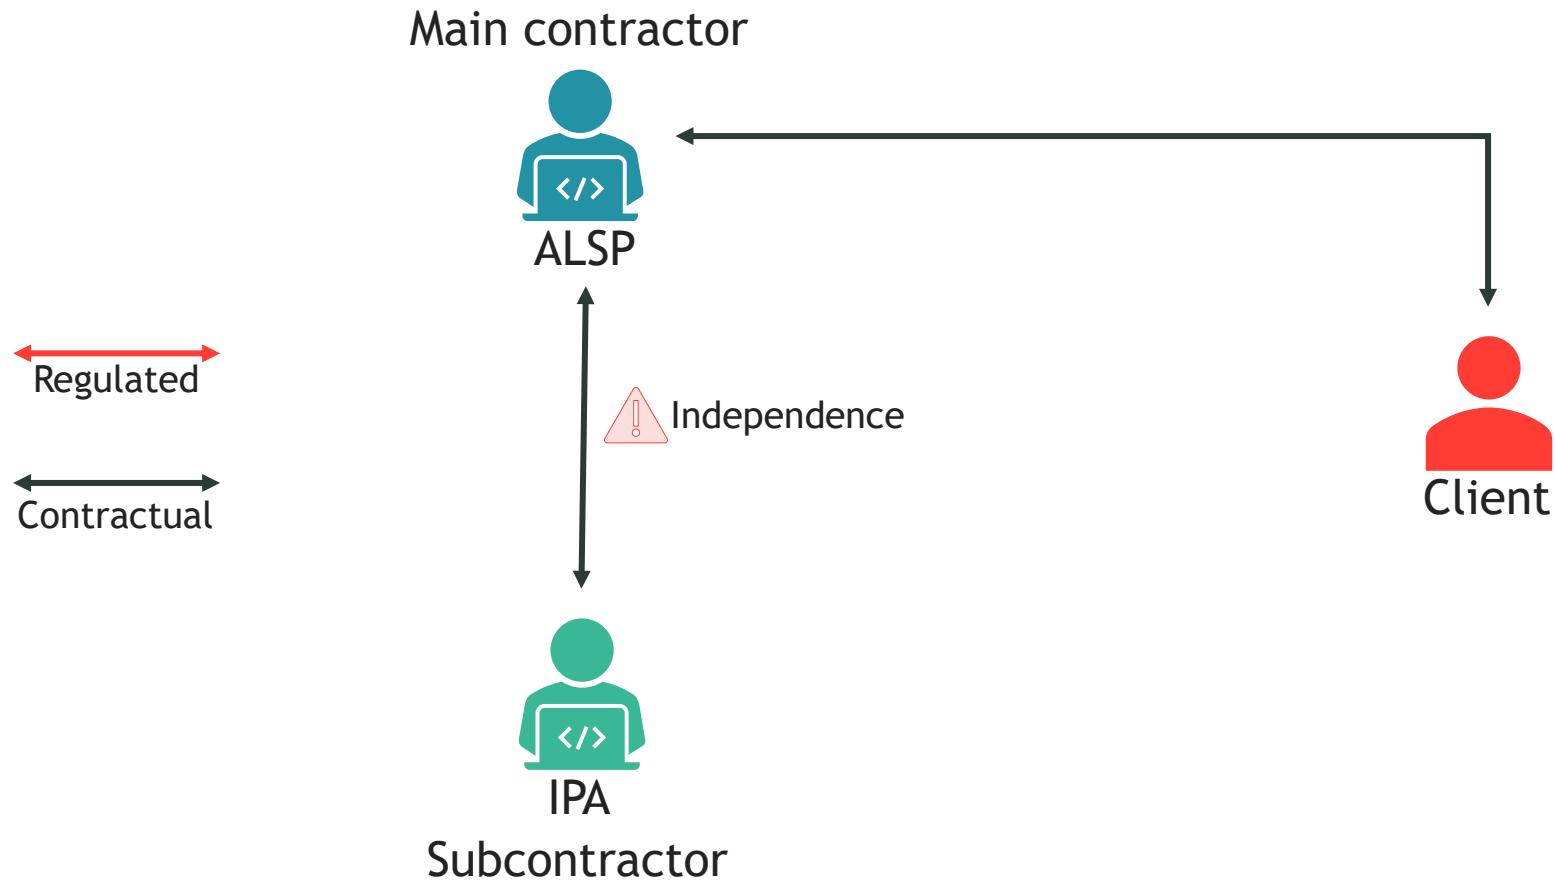 Main contractor
</>
ALSP
Regulated
Independence
Contractual
Client
</>
IPA
Subcontractor